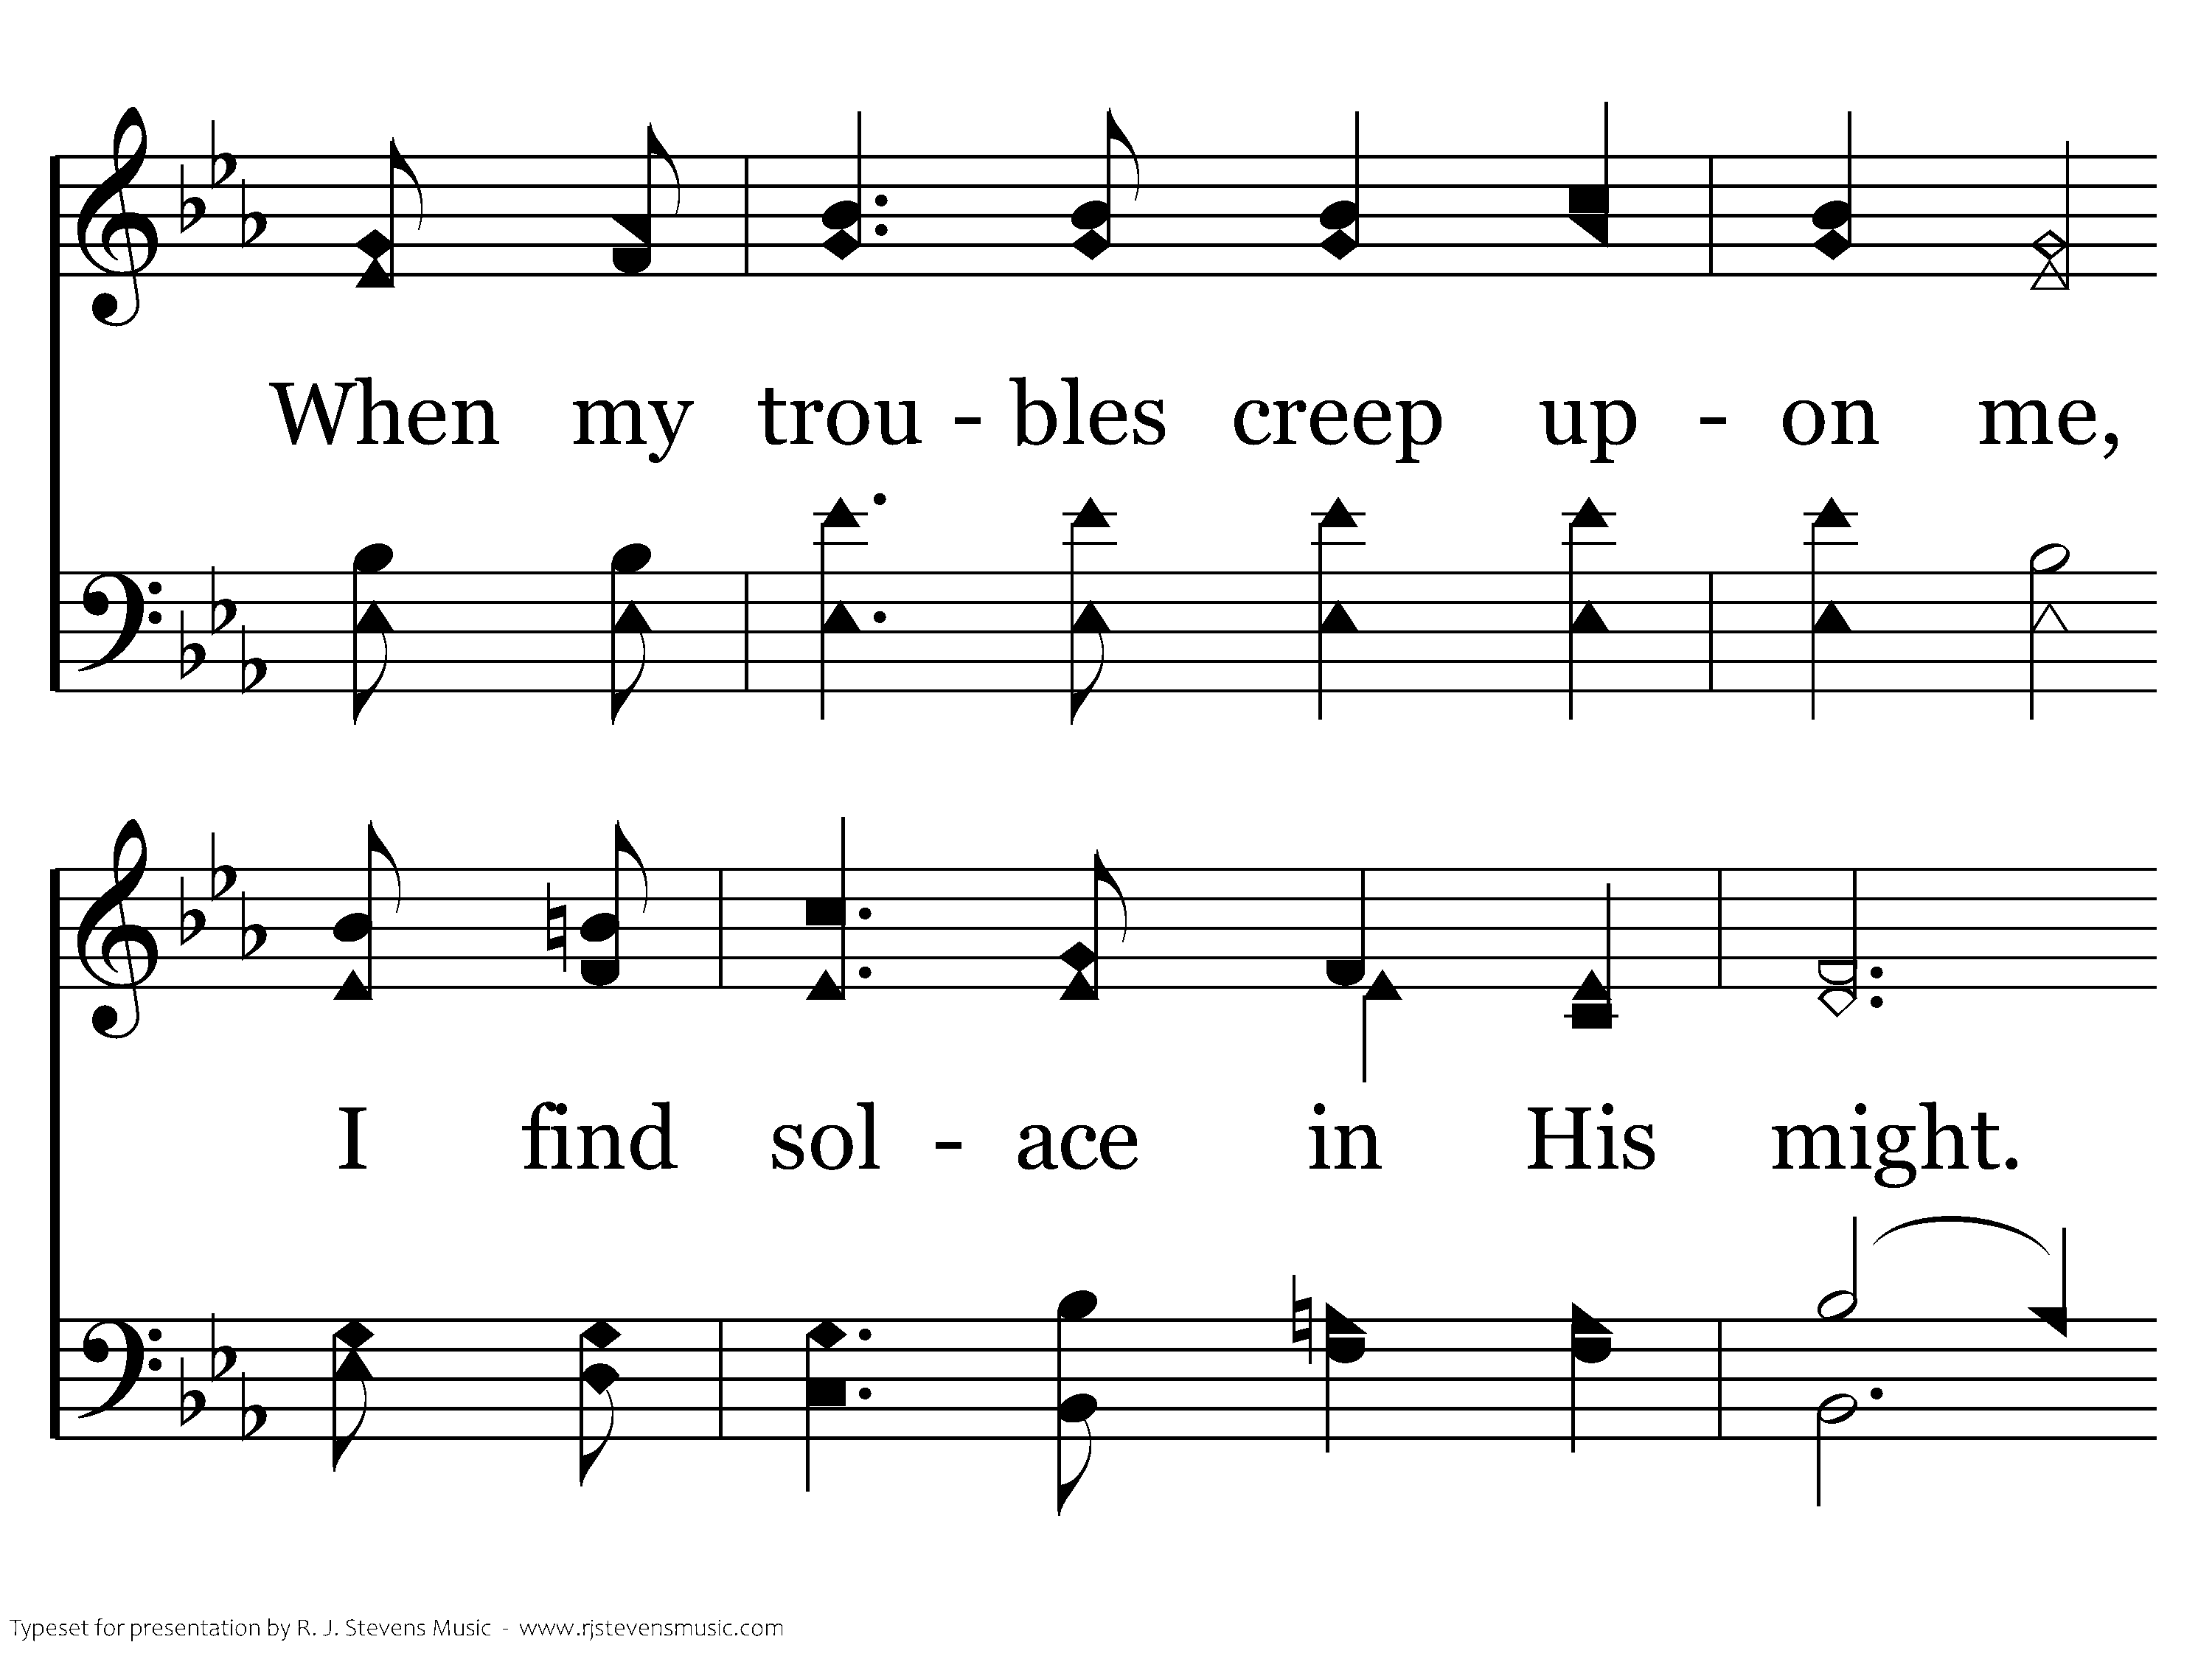 When my trou - bles creep up - on me,
I find sol - ace in His might.
Typeset for presentation by R. J. Stevens Music - www.rjstevensmusic.com